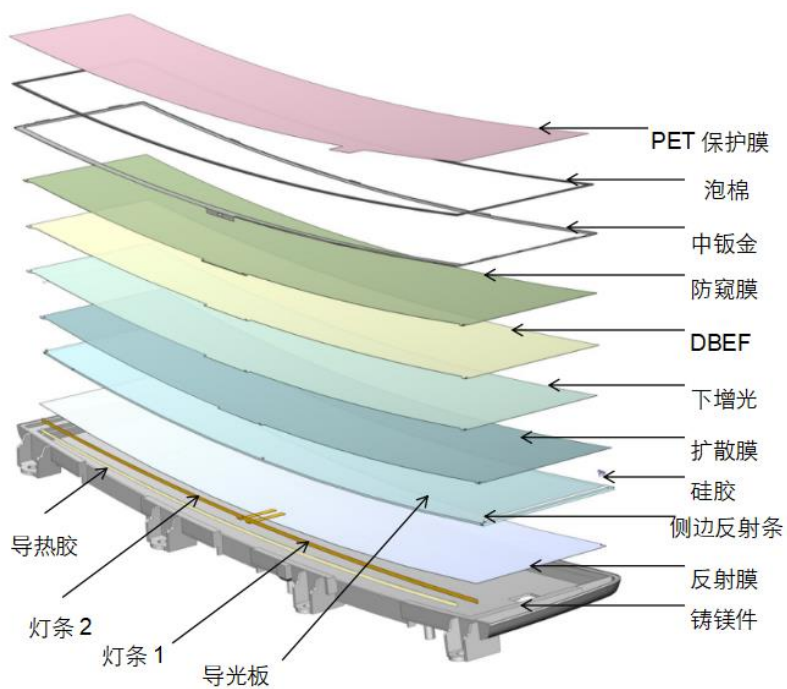 PET 保护膜
泡棉
中钣金
防窥膜
DBEF
下增光
扩散膜
硅胶
侧边反射条
反射膜
铸镁件
导热胶
灯条 2
灯条 1
导光板